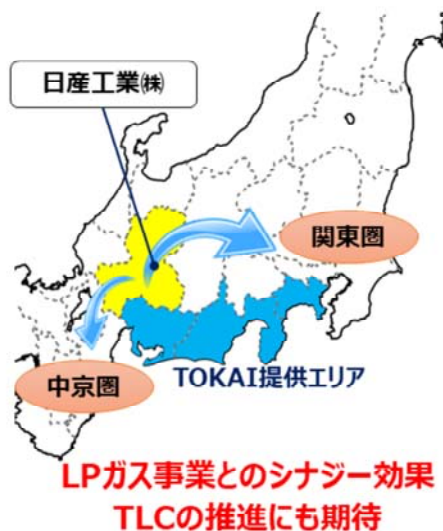 日産工業㈱
関東圏
中京圏
TOKAI提供エリア
LPガス事業とのシナジー効果
TLCの推進にも期待